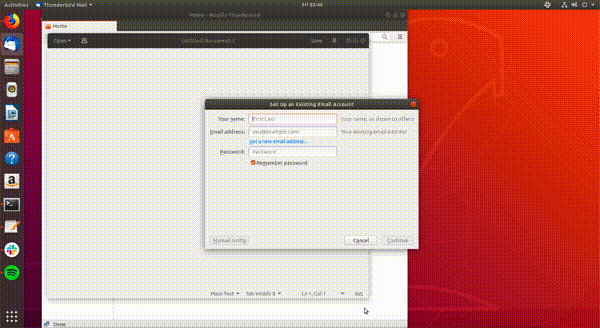 Activities
Thunderbird Mail
Fri 03:49
Home - Mozilla Thunderbird
Home
Open
Untitled Document 1
Save
Set Up an Existing Email Account
Your name:
First Last
Your name, as shown to others
Email address:
you@example.com
Your existing email address
Get a new email address...
Password:
Password
Remember password
Manual config
Cancel
Continue
Plain Text
Tab Width: 8
Ln 1, Col 1
INS
Done